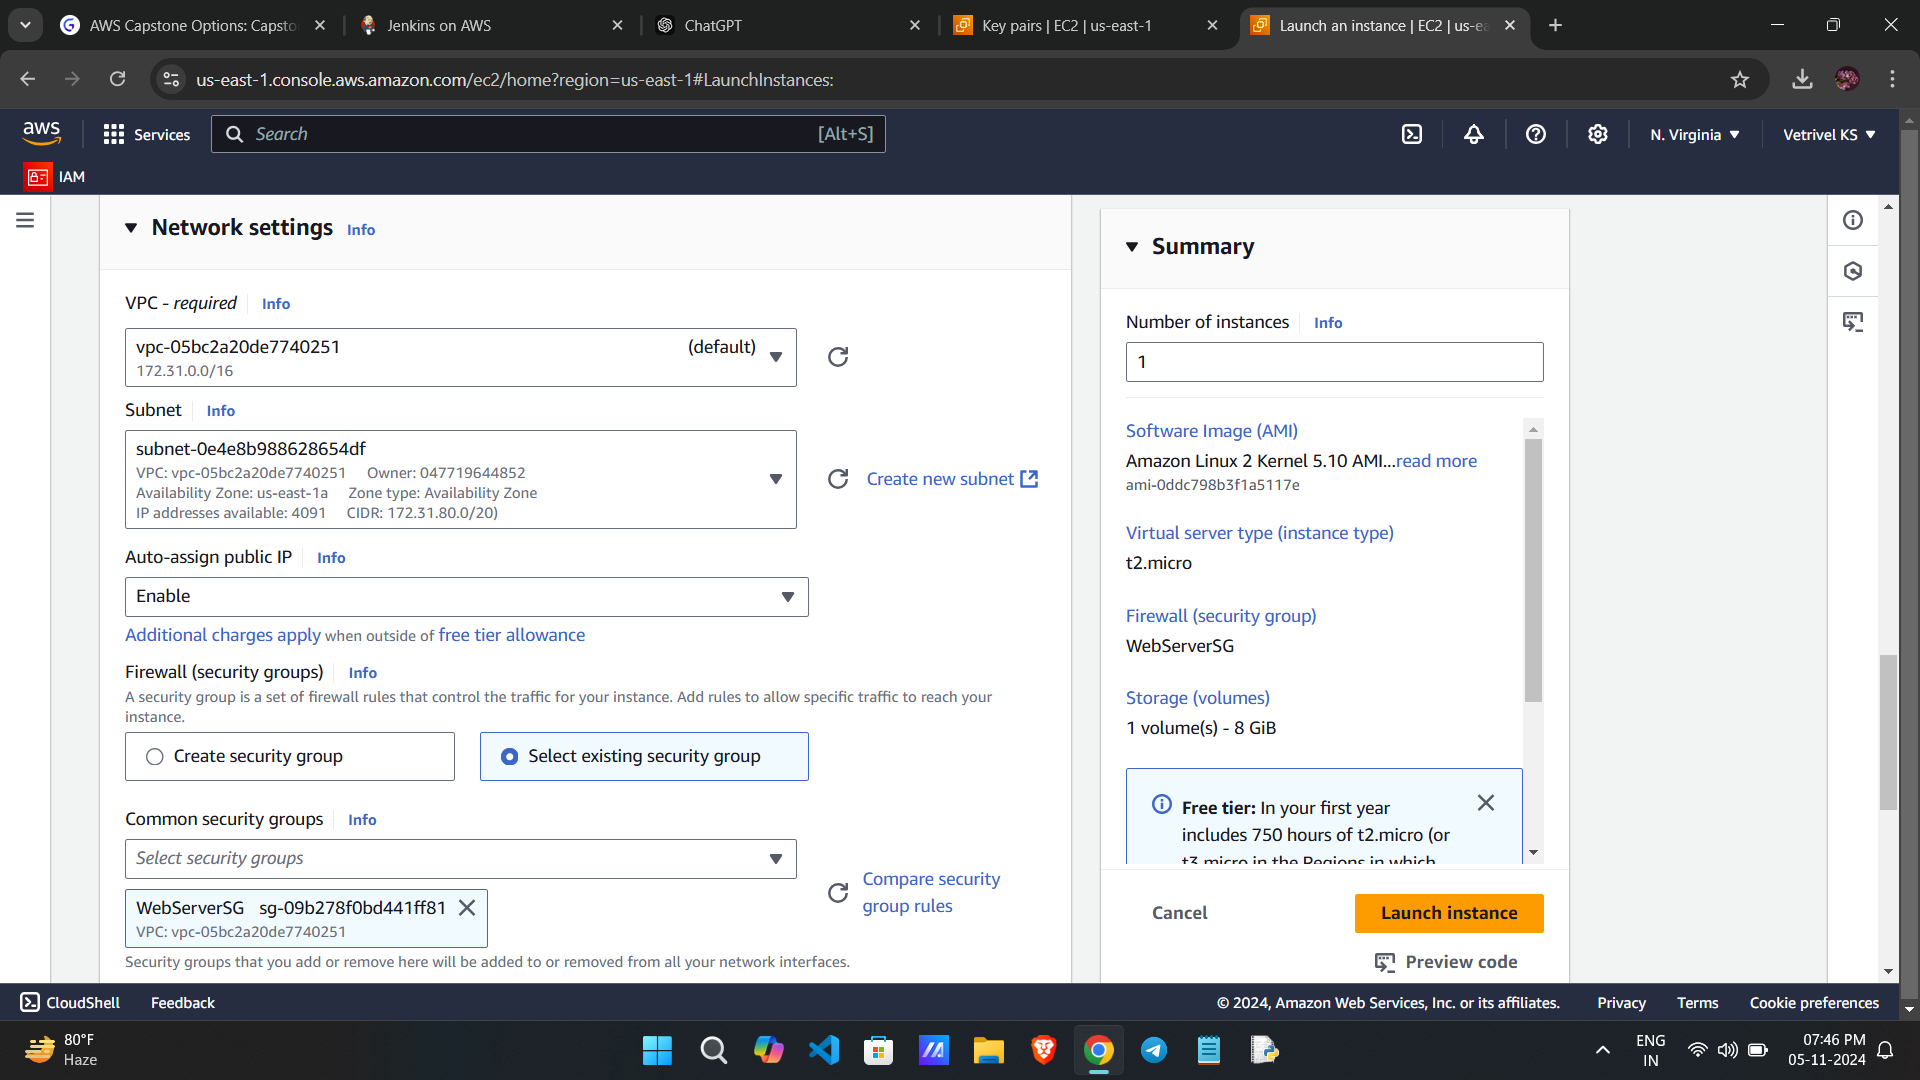 AWS Capstone Options: Capsto
Jenkins on AWS
ChatGPT
Key pairs | EC2 | us-east-1
Launch an instance | EC2 | us-ea
us-east-1.console.aws.amazon.com/ec2/home?region=us-east-1#LaunchInstances:
aws
Services
Search
[Alt+S]
N. Virginia
Vetrivel KS
IAM
Network settings Info
VPC - required Info
vpc-05bc2a20de7740251 (default)
172.31.0.0/16
Subnet Info
subnet-0e4e8b988628654df
VPC: vpc-05bc2a20de7740251 Owner: 047719644852
Availability Zone: us-east-1a Zone type: Availability Zone
IP addresses available: 4091 CIDR: 172.31.80.0/20)
Create new subnet
Auto-assign public IP Info
Enable
Additional charges apply when outside of free tier allowance
Firewall (security groups) Info
A security group is a set of firewall rules that control the traffic for your instance. Add rules to allow specific traffic to reach your
instance.
Create security group
Select existing security group
Common security groups Info
Select security groups
WebServerSG sg-09b278f0bd441ff81
VPC: vpc-05bc2a20de7740251
Compare security
group rules
Security groups that you add or remove here will be added to or removed from all your network interfaces.
Summary
Number of instances Info
1
Software Image (AMI)
Amazon Linux 2 Kernel 5.10 AMI...read more
ami-0ddc798b3f1a5117e
Virtual server type (instance type)
t2.micro
Firewall (security group)
WebServerSG
Storage (volumes)
1 volume(s) - 8 GiB
Free tier: In your first year
includes 750 hours of t2.micro (or
t3.micro in the Regions in which
Cancel
Launch instance
Preview code
CloudShell
Feedback
© 2024, Amazon Web Services, Inc. or its affiliates.
Privacy
Terms
Cookie preferences
80°F
Haze
ENG
IN
07:46 PM
05-11-2024